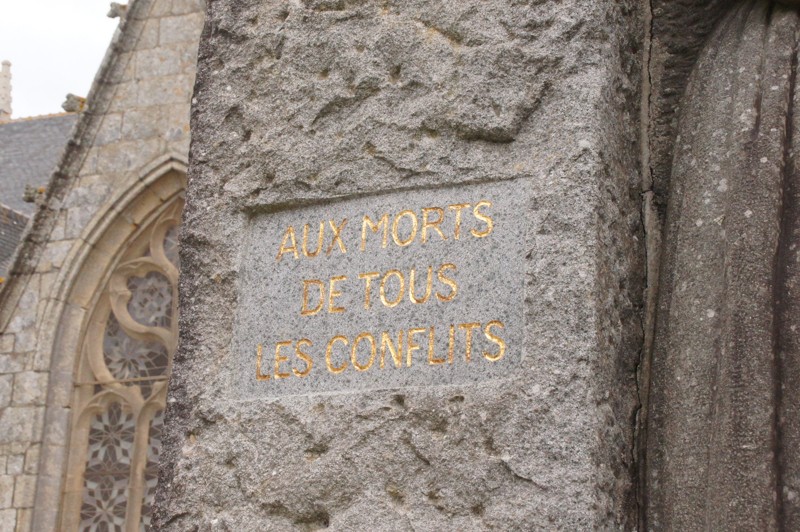 AUX MORTS
DE TOUS
LES CONFLITS